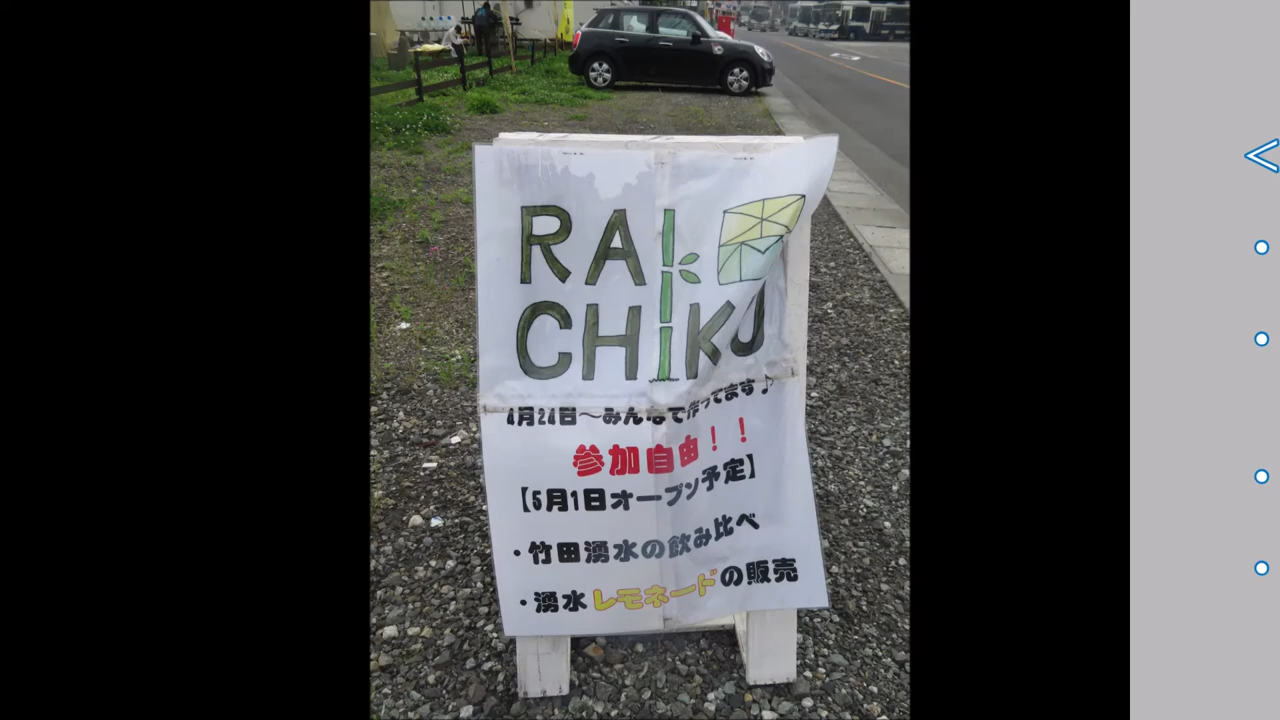 RAK
CHIKU
4月24日～みんなで作ってます♪
参加自由！！
【5月1日オープン予定】
・竹田湧水の飲み比べ
・湧水レモネードの販売